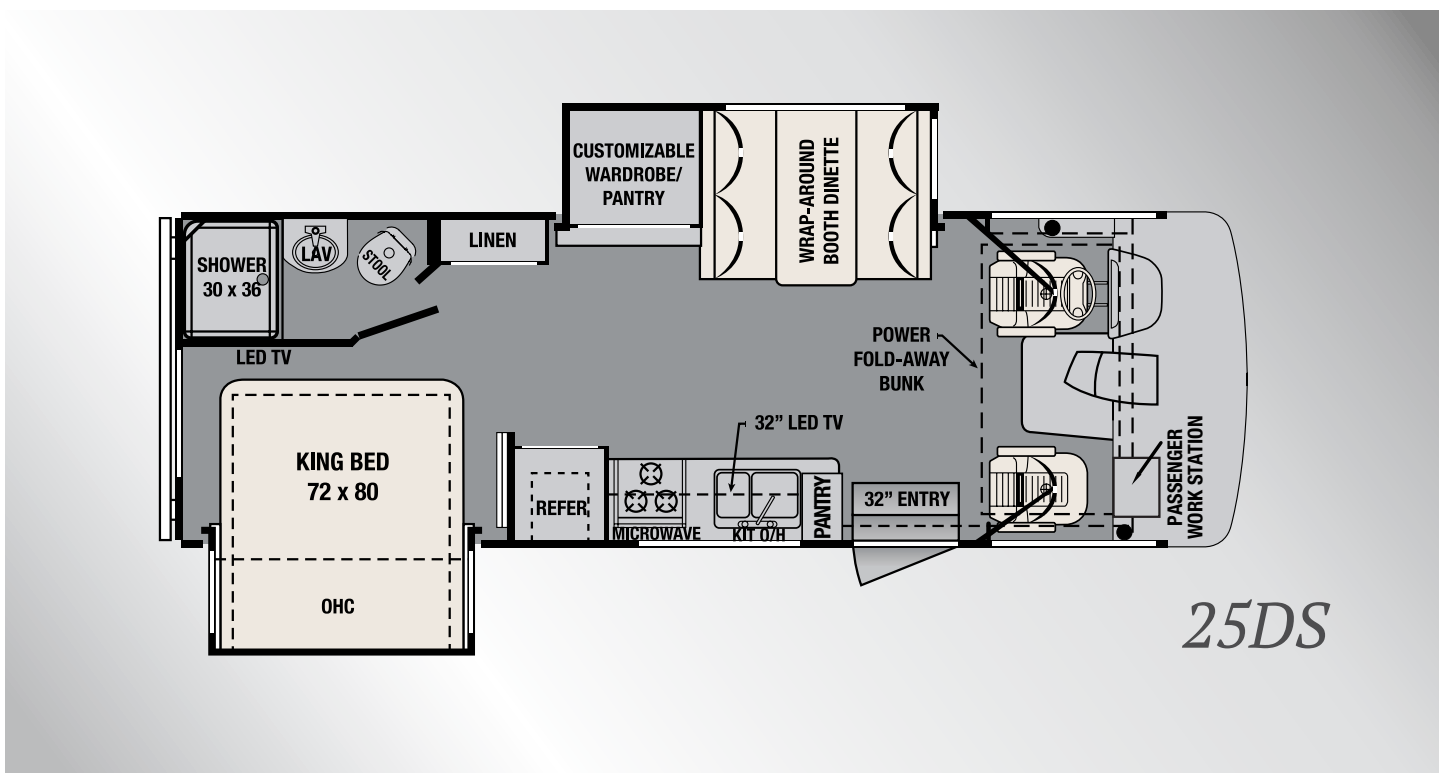 CUSTOMIZABLE
WARDROBE/
PANTRY
WRAP-AROUND
BOOTH DINETTE
LINEN
LAV
STOOL
SHOWER
30 x 36
LED TV
POWER
FOLD-AWAY
BUNK
32” LED TV
KING BED
72 x 80
OHC
REFER
MICROWAVE
KIT O/H
PANTRY
32” ENTRY
PASSENGER
WORK STATION
25DS